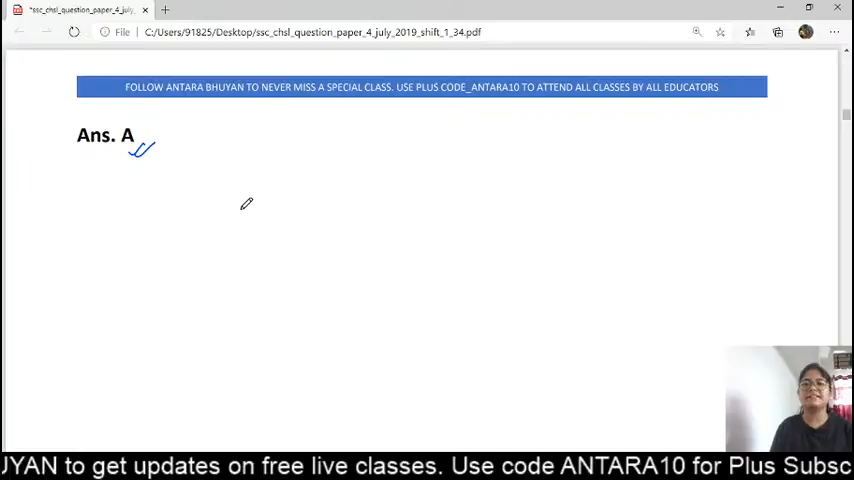 *ssc_chsl_question_paper_4_july_
File C:/Users/91825/Desktop/ssc_chsl_question_paper_4_july_2019_shift_1_34.pdf
FOLLOW ANTARA BHUYAN TO NEVER MISS A SPECIAL CLASS. USE PLUS CODE_ANTARA10 TO ATTEND ALL CLASSES BY ALL EDUCATORS
Ans. A
UYAN to get updates on free live classes. Use code ANTARA10 for Plus Subsc